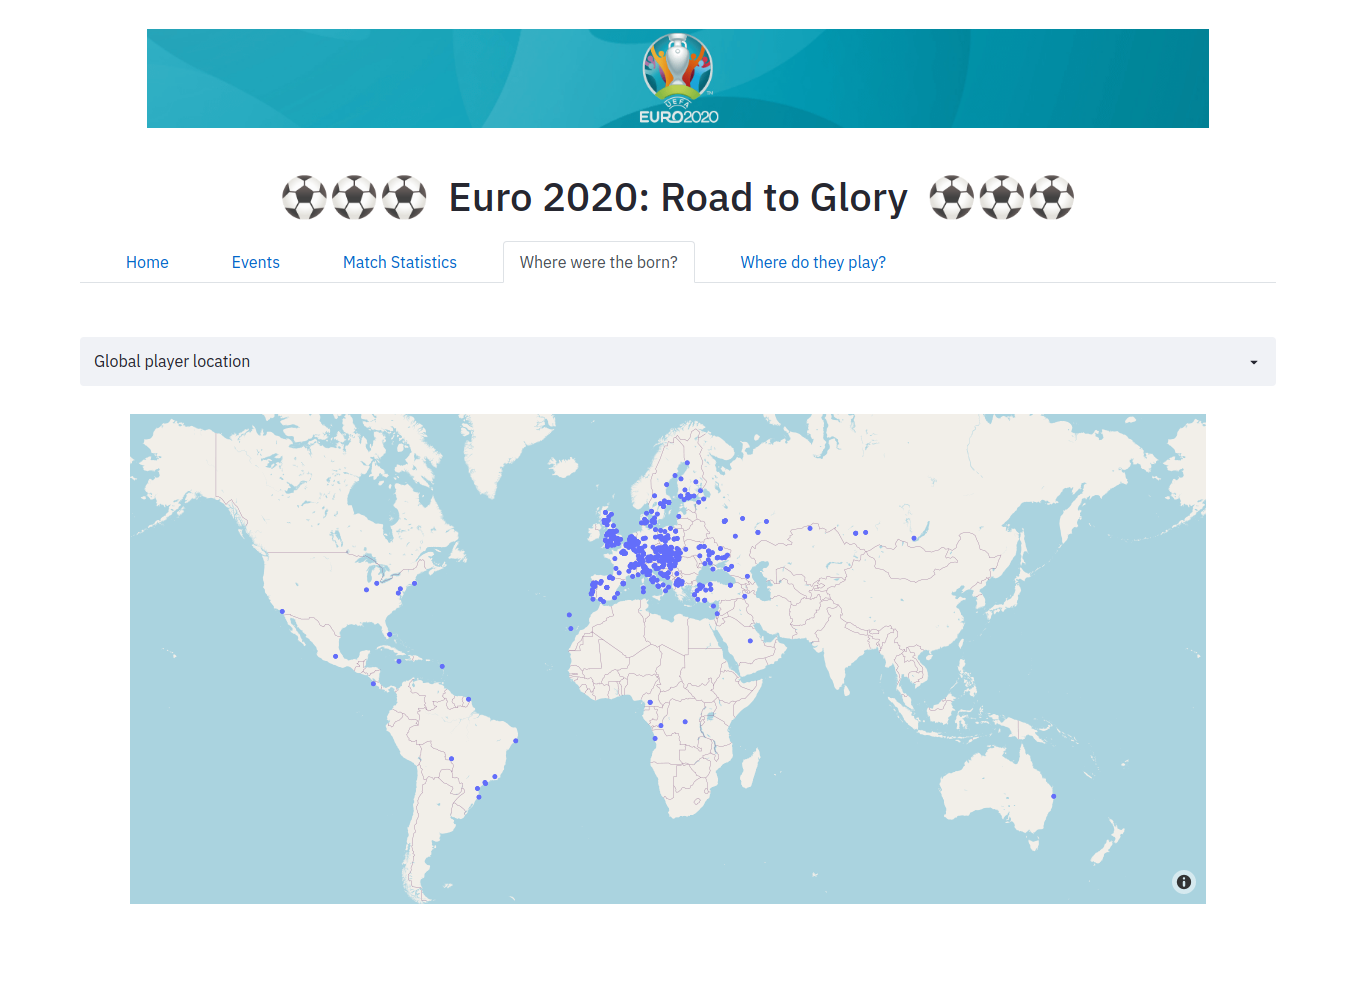 UEFA
EURO2020
Euro 2020: Road to Glory
Home
Events
Match Statistics
Where were the born?
Where do they play?
Global player location